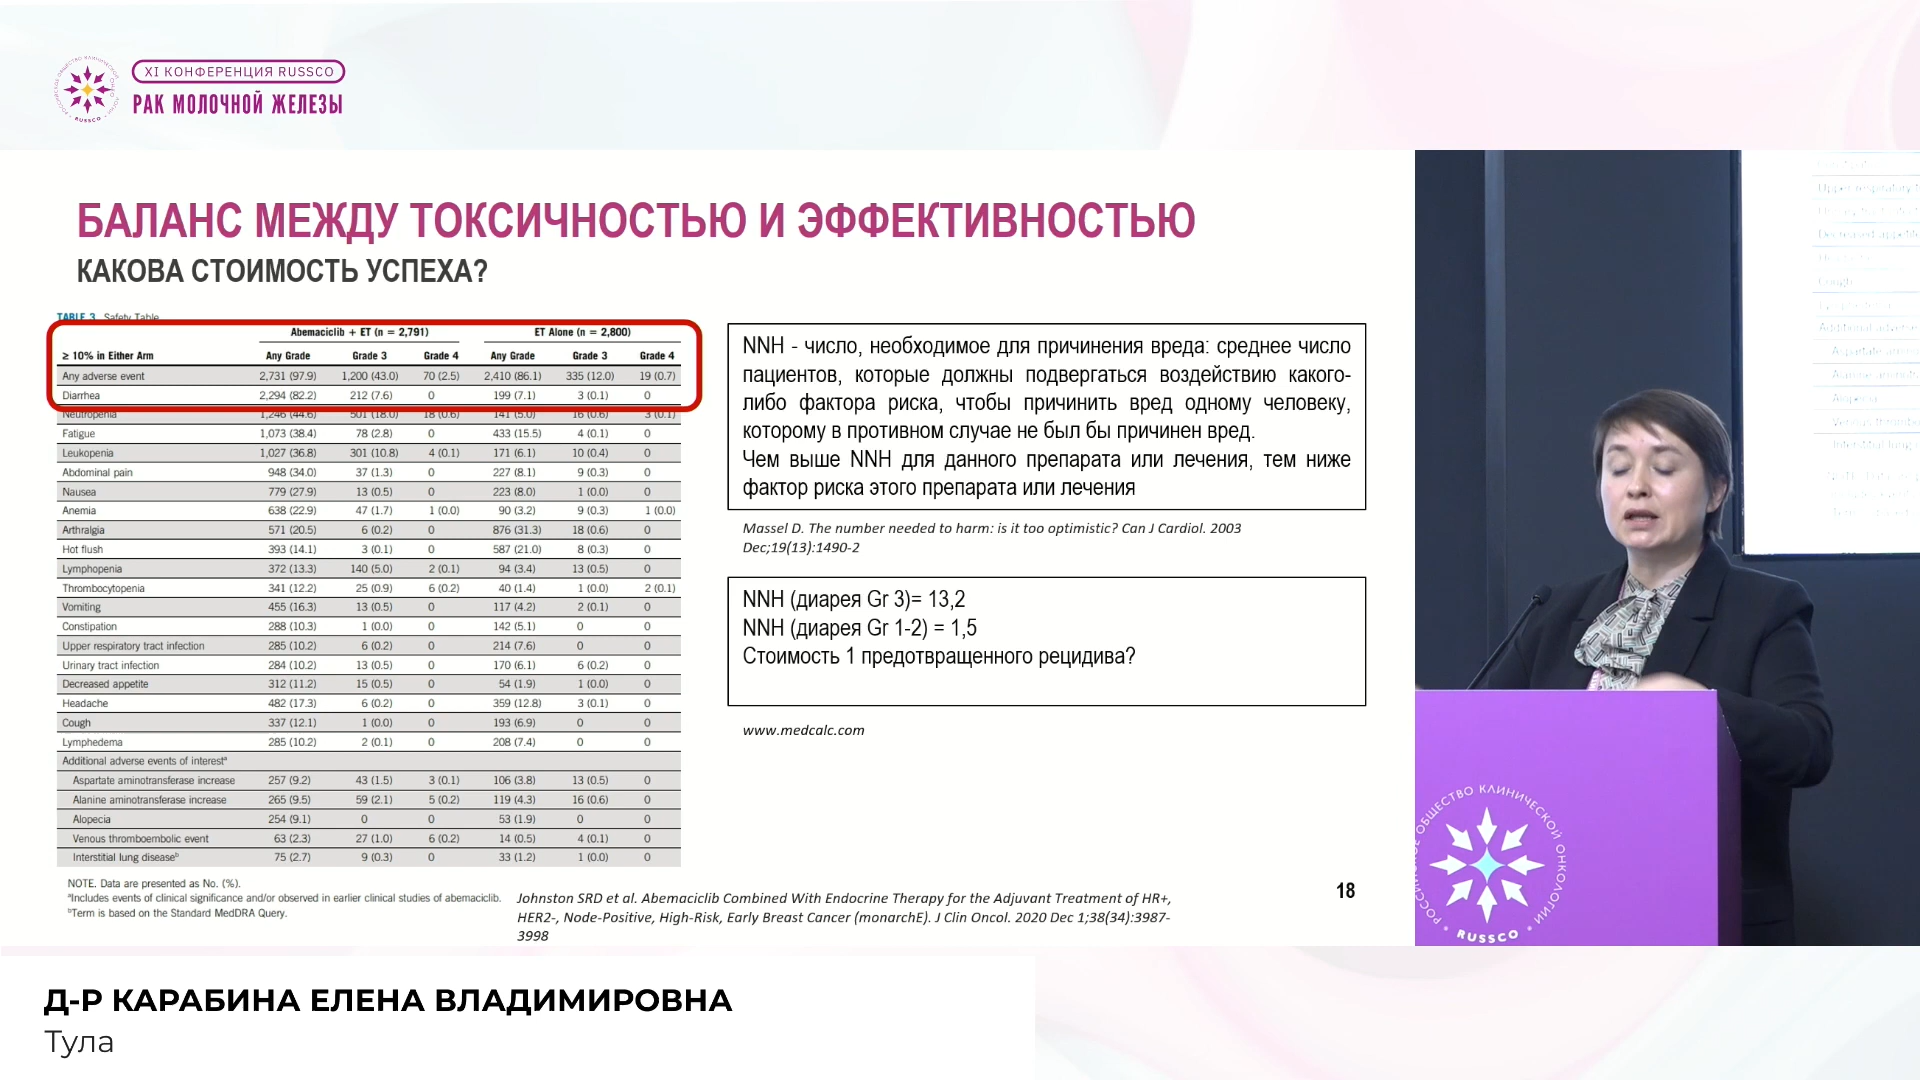 XI КОНФЕРЕНЦИЯ RUSSCO
РАК МОЛОЧНОЙ ЖЕЛЕЗЫ
БАЛАНС МЕЖДУ ТОКСИЧНОСТЬЮ И ЭФФЕКТИВНОСТЬЮ
КАКОВА СТОИМОСТЬ УСПЕХА?
TABLE 3. Safety Table
Abemaciclib + ET (n = 2,791) ET Alone (n = 2,800)
≥ 10% in Either Arm Any Grade Grade 3 Grade 4 Any Grade Grade 3 Grade 4
Any adverse event 2,731 (97.9) 1,200 (43.0) 70 (2.5) 2,410 (86.1) 335 (12.0) 19 (0.7)
Diarrhea 2,294 (82.2) 212 (7.6) 0 199 (7.1) 3 (0.1) 0
Neutropenia 1,246 (44.6) 501 (18.0) 18 (0.6) 141 (5.0) 16 (0.6) 3 (0.1)
Fatigue 1,073 (38.4) 78 (2.8) 0 433 (15.5) 4 (0.1) 0
Leukopenia 1,027 (36.8) 301 (10.8) 4 (0.1) 171 (6.1) 10 (0.4) 0
Abdominal pain 948 (34.0) 37 (1.3) 0 227 (8.1) 9 (0.3) 0
Nausea 779 (27.9) 13 (0.5) 0 223 (8.0) 1 (0.0) 0
Anemia 638 (22.9) 47 (1.7) 1 (0.0) 90 (3.2) 9 (0.3) 1 (0.0)
Arthralgia 571 (20.5) 6 (0.2) 0 876 (31.3) 18 (0.6) 0
Hot flush 393 (14.1) 3 (0.1) 0 587 (21.0) 8 (0.3) 0
Lymphopenia 372 (13.3) 140 (5.0) 2 (0.1) 94 (3.4) 13 (0.5) 0
Thrombocytopenia 341 (12.2) 25 (0.9) 6 (0.2) 40 (1.4) 1 (0.0) 2 (0.1)
Vomiting 455 (16.3) 13 (0.5) 0 117 (4.2) 2 (0.1) 0
Constipation 288 (10.3) 1 (0.0) 0 142 (5.1) 0 0
Upper respiratory tract infection 285 (10.2) 6 (0.2) 0 214 (7.6) 0 0
Urinary tract infection 284 (10.2) 13 (0.5) 0 170 (6.1) 6 (0.2) 0
Decreased appetite 312 (11.2) 15 (0.5) 0 54 (1.9) 1 (0.0) 0
Headache 482 (17.3) 6 (0.2) 0 359 (12.8) 3 (0.1) 0
Cough 337 (12.1) 1 (0.0) 0 193 (6.9) 0 0
Lymphedema 285 (10.2) 2 (0.1) 0 208 (7.4) 0 0
Additional adverse events of interestᵃ
Aspartate aminotransferase increase 257 (9.2) 43 (1.5) 3 (0.1) 106 (3.8) 13 (0.5) 0
Alanine aminotransferase increase 265 (9.5) 59 (2.1) 5 (0.2) 119 (4.3) 16 (0.6) 0
Alopecia 254 (9.1) 0 0 53 (1.9) 0 0
Venous thromboembolic event 63 (2.3) 27 (1.0) 6 (0.2) 14 (0.5) 4 (0.1) 0
Interstitial lung diseaseᵇ 75 (2.7) 9 (0.3) 0 33 (1.2) 1 (0.0) 0
NOTE. Data are presented as No. (%).
ᵃIncludes events of clinical significance and/or observed in earlier clinical studies of abemaciclib.
ᵇTerm is based on the Standard MedDRA Query.
NNH - число, необходимое для причинения вреда: среднее число
пациентов, которые должны подвергаться воздействию какого-
либо фактора риска, чтобы причинить вред одному человеку,
которому в противном случае не был бы причинен вред.
Чем выше NNH для данного препарата или лечения, тем ниже
фактор риска этого препарата или лечения
Massel D. The number needed to harm: is it too optimistic? Can J Cardiol. 2003
Dec;19(13):1490-2
NNH (диарея Gr 3)= 13,2
NNH (диарея Gr 1-2) = 1,5
Стоимость 1 предотвращенного рецидива?
www.medcalc.com
Johnston SRD et al. Abemaciclib Combined With Endocrine Therapy for the Adjuvant Treatment of HR+,
HER2-, Node-Positive, High-Risk, Early Breast Cancer (monarchE). J Clin Oncol. 2020 Dec 1;38(34):3987-
3998
18
РОССИЙСКОЕ ОБЩЕСТВО КЛИНИЧЕСКОЙ ОНКОЛОГИИ
RUSSCO
Д-Р КАРАБИНА ЕЛЕНА ВЛАДИМИРОВНА
Тула